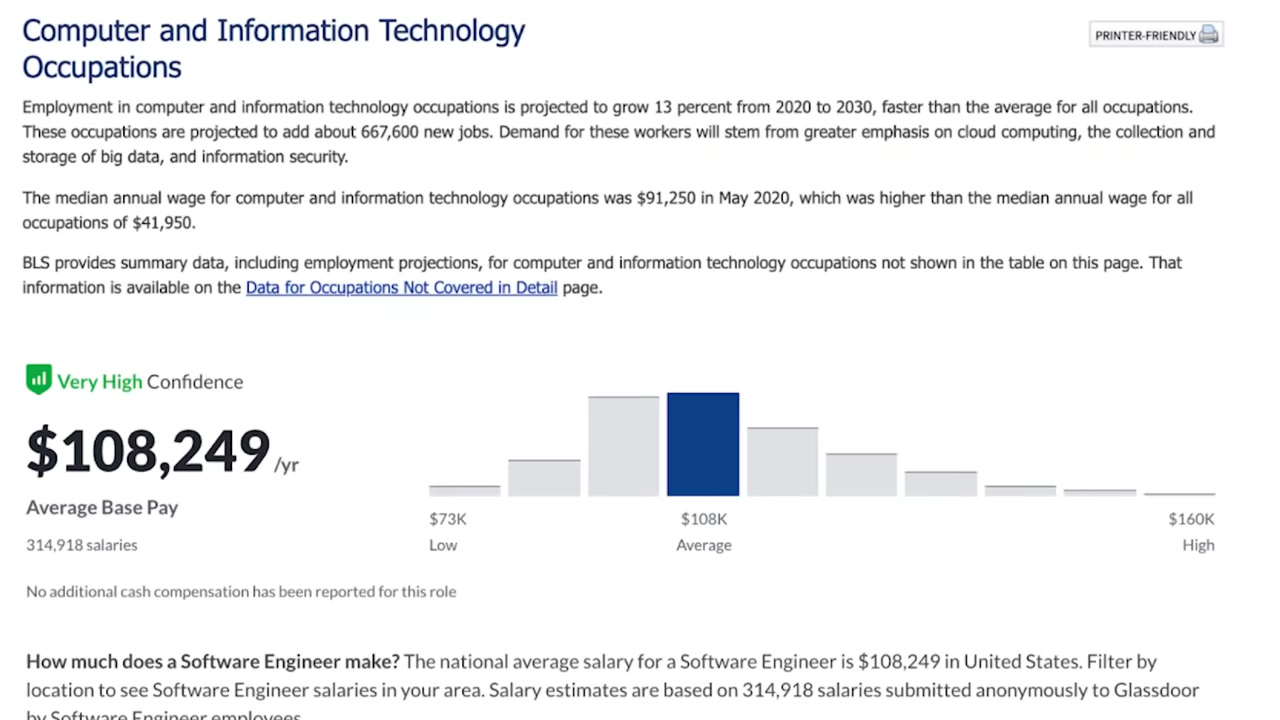 Computer and Information Technology
Occupations
PRINTER-FRIENDLY
Employment in computer and information technology occupations is projected to grow 13 percent from 2020 to 2030, faster than the average for all occupations.
These occupations are projected to add about 667,600 new jobs. Demand for these workers will stem from greater emphasis on cloud computing, the collection and
storage of big data, and information security.
The median annual wage for computer and information technology occupations was $91,250 in May 2020, which was higher than the median annual wage for all
occupations of $41,950.
BLS provides summary data, including employment projections, for computer and information technology occupations not shown in the table on this page. That
information is available on the Data for Occupations Not Covered in Detail page.
Very High Confidence
$108,249 /yr
Average Base Pay
314,918 salaries
$73K
Low
$108K
Average
$160K
High
No additional cash compensation has been reported for this role
How much does a Software Engineer make? The national average salary for a Software Engineer is $108,249 in United States. Filter by
location to see Software Engineer salaries in your area. Salary estimates are based on 314,918 salaries submitted anonymously to Glassdoor
by Software Engineer employees.